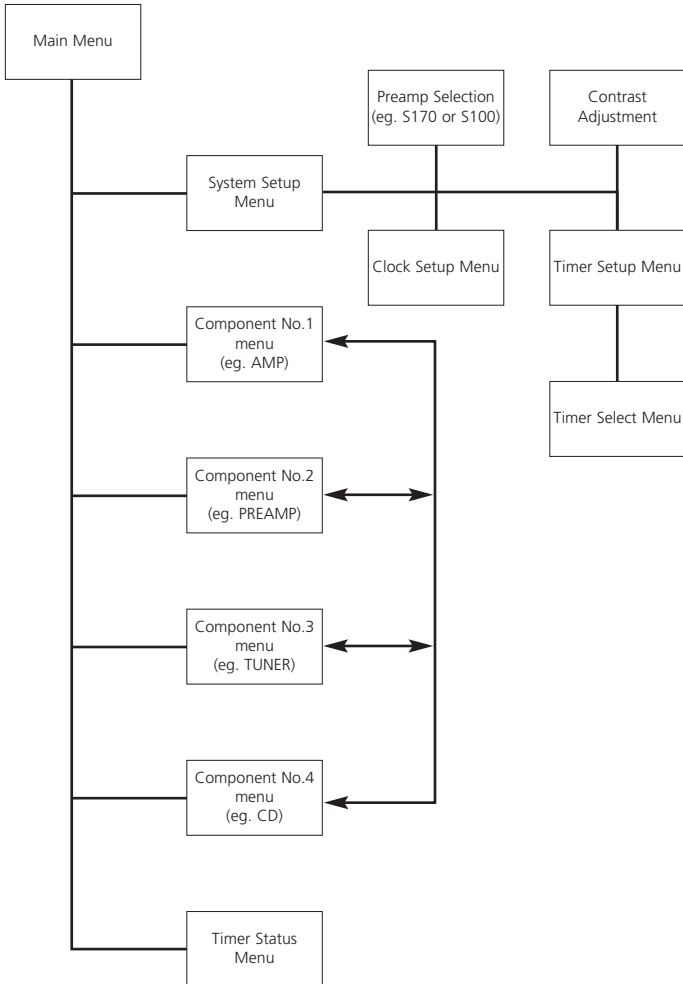 Main Menu
Preamp Selection
(eg. S170 or S100)
Contrast
Adjustment
System Setup
Menu
Clock Setup Menu
Timer Setup Menu
Component No.1
menu
(eg. AMP)
Timer Select Menu
Component No.2
menu
(eg. PREAMP)
Component No.3
menu
(eg. TUNER)
Component No.4
menu
(eg. CD)
Timer Status
Menu